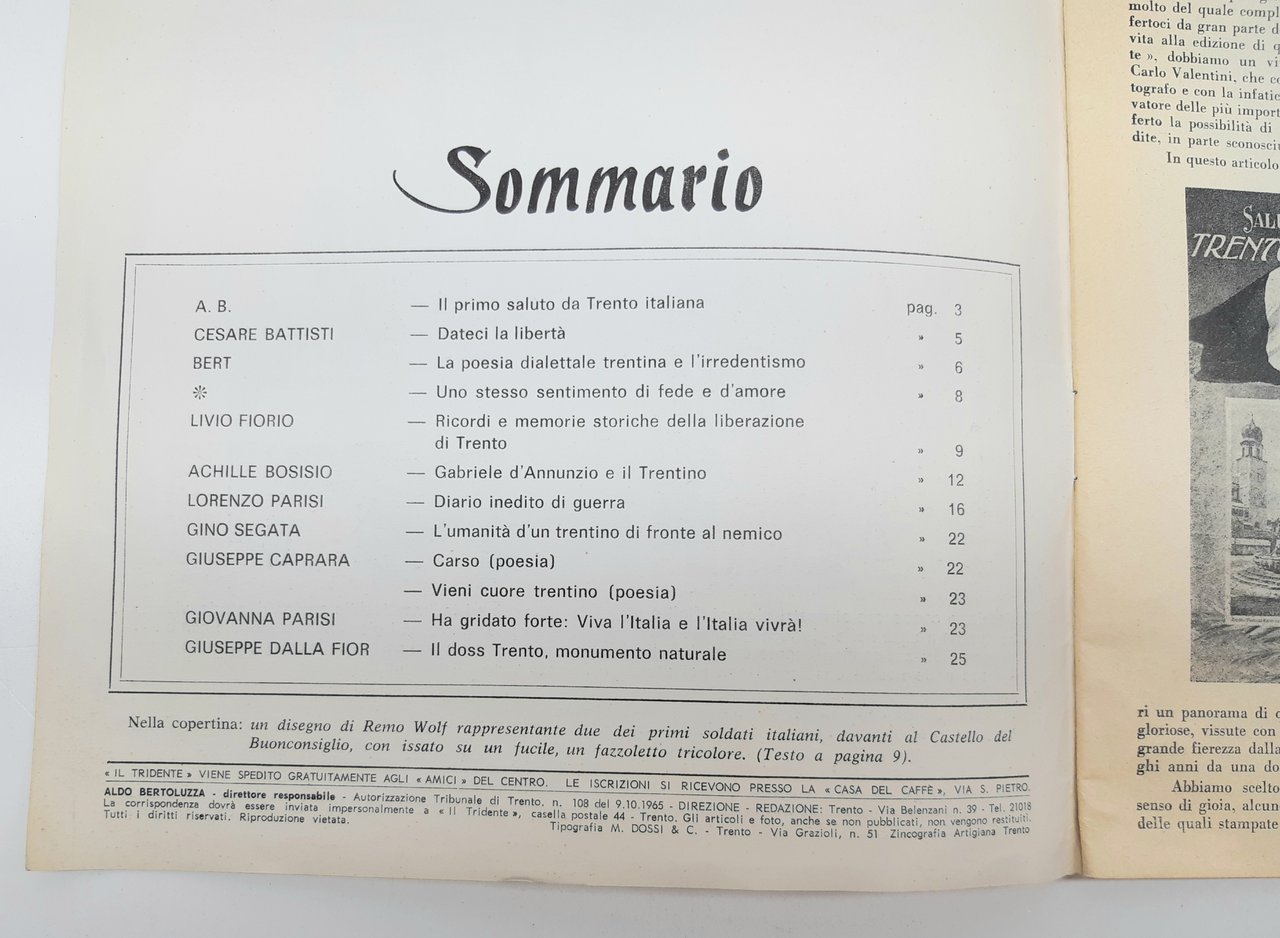 Sommario
A. B. — Il primo saluto da Trento italiana pag. 3
CESARE BATTISTI — Dateci la libertà » 5
BERT — La poesia dialettale trentina e l'irredentismo » 6
❊ — Uno stesso sentimento di fede e d'amore » 8
LIVIO FIORIO — Ricordi e memorie storiche della liberazione
di Trento » 9
ACHILLE BOSISIO — Gabriele d'Annunzio e il Trentino » 12
LORENZO PARISI — Diario inedito di guerra » 16
GINO SEGATA — L'umanità d'un trentino di fronte al nemico » 22
GIUSEPPE CAPRARA — Carso (poesia) » 22
— Vieni cuore trentino (poesia) » 23
GIOVANNA PARISI — Ha gridato forte: Viva l'Italia e l'Italia vivrà! » 23
GIUSEPPE DALLA FIOR — Il doss Trento, monumento naturale » 25
Nella copertina: un disegno di Remo Wolf rappresentante due dei primi soldati italiani, davanti al Castello del
Buonconsiglio, con issato su un fucile, un fazzoletto tricolore. (Testo a pagina 9).
« IL TRIDENTE » VIENE SPEDITO GRATUITAMENTE AGLI « AMICI » DEL CENTRO. LE ISCRIZIONI SI RICEVONO PRESSO LA « CASA DEL CAFFÈ », VIA S. PIETRO.
ALDO BERTOLUZZA - direttore responsabile - Autorizzazione Tribunale di Trento, n. 108 del 9.10.1965 - DIREZIONE - REDAZIONE: Trento - Via Belenzani n. 39 - Tel. 21018
La corrispondenza dovrà essere inviata impersonalmente a « Il Tridente », casella postale 44 - Trento. Gli articoli e foto, anche se non pubblicati, non vengono restituiti.
Tutti i diritti riservati. Riproduzione vietata. Tipografia M. DOSSI & C. - Trento - Via Grazioli, n. 51 Zincografia Artigiana Trento
molto del quale compl
fertoci da gran parte d
vita alla edizione di q
te », dobbiamo un vi
Carlo Valentini, che co
tografo e con la infatic
vatore delle più import
ferto la possibilità di
dite, in parte sconosciu
In questo articolo
SALU
TRENTO
ri un panorama di
gloriose, vissute con
grande fierezza dalla
ghi anni da una do
Abbiamo scelto
senso di gioia, alcun
delle quali stampate